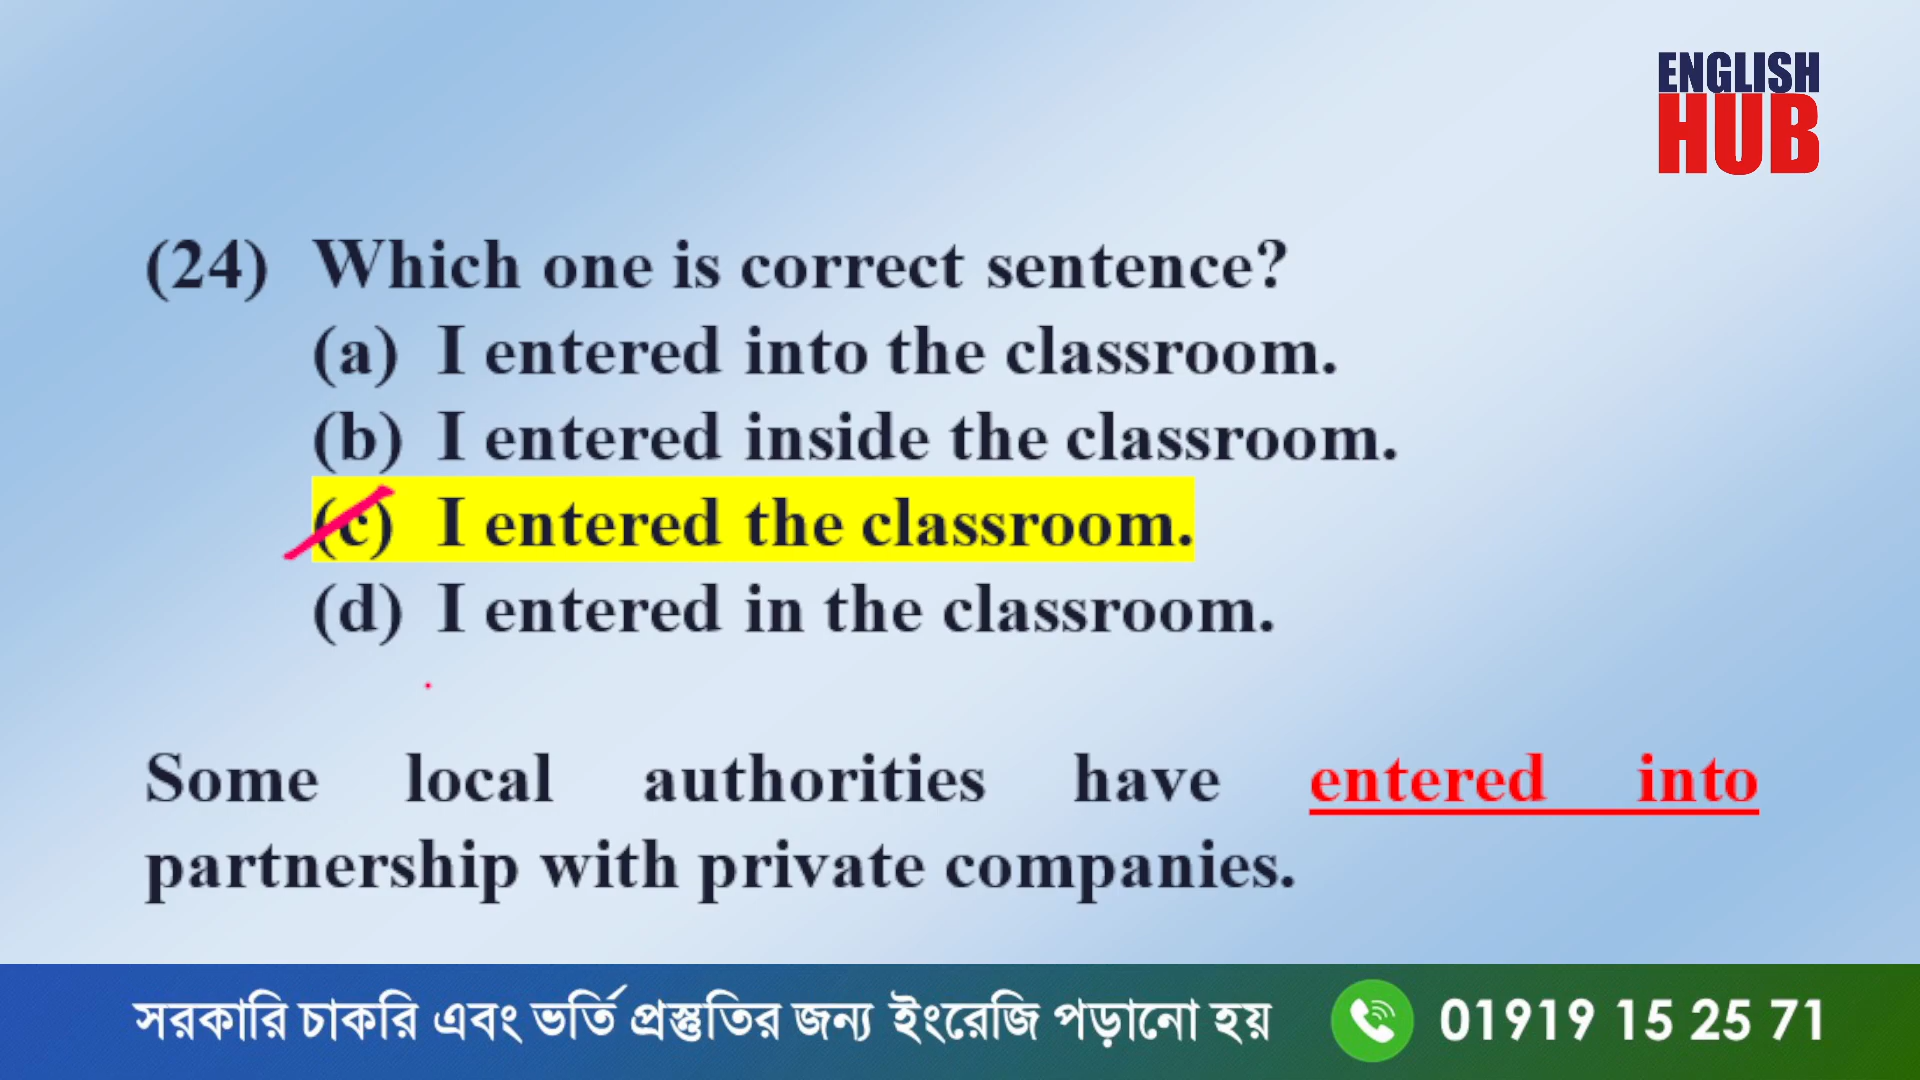 ENGLISH
HUB
(24) Which one is correct sentence?
(a) I entered into the classroom.
(b) I entered inside the classroom.
(c) I entered the classroom.
(d) I entered in the classroom.
Some local authorities have entered into
partnership with private companies.
সরকারি চাকরি এবং ভর্তি প্রস্তুতির জন্য ইংরেজি পড়ানো হয় 01919 15 25 71